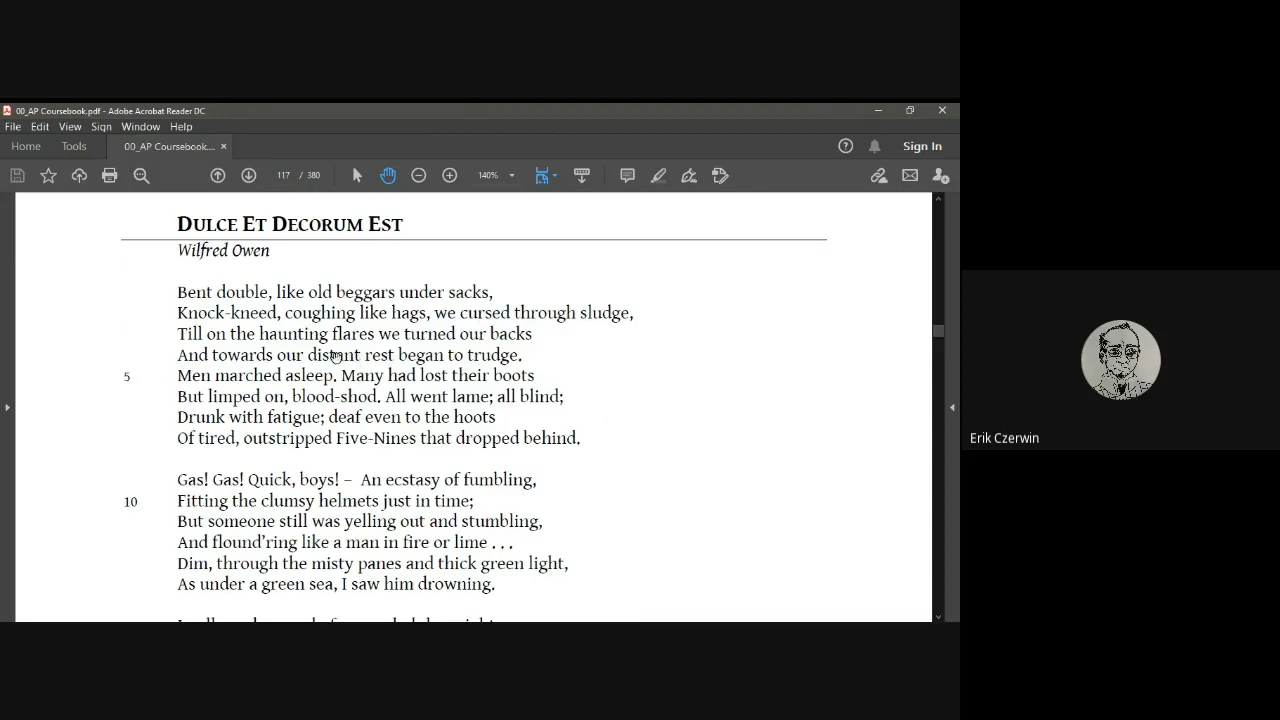 00_AP Coursebook.pdf - Adobe Acrobat Reader DC
File Edit View Sign Window Help
Home Tools 00_AP Coursebook.... × Sign In
117 / 380 140%
DULCE ET DECORUM EST
Wilfred Owen
Bent double, like old beggars under sacks,
Knock-kneed, coughing like hags, we cursed through sludge,
Till on the haunting flares we turned our backs
And towards our distant rest began to trudge.
5 Men marched asleep. Many had lost their boots
But limped on, blood-shod. All went lame; all blind;
Drunk with fatigue; deaf even to the hoots
Of tired, outstripped Five-Nines that dropped behind.
Gas! Gas! Quick, boys! – An ecstasy of fumbling,
10 Fitting the clumsy helmets just in time;
But someone still was yelling out and stumbling,
And flound'ring like a man in fire or lime . . .
Dim, through the misty panes and thick green light,
As under a green sea, I saw him drowning.
Erik Czerwin